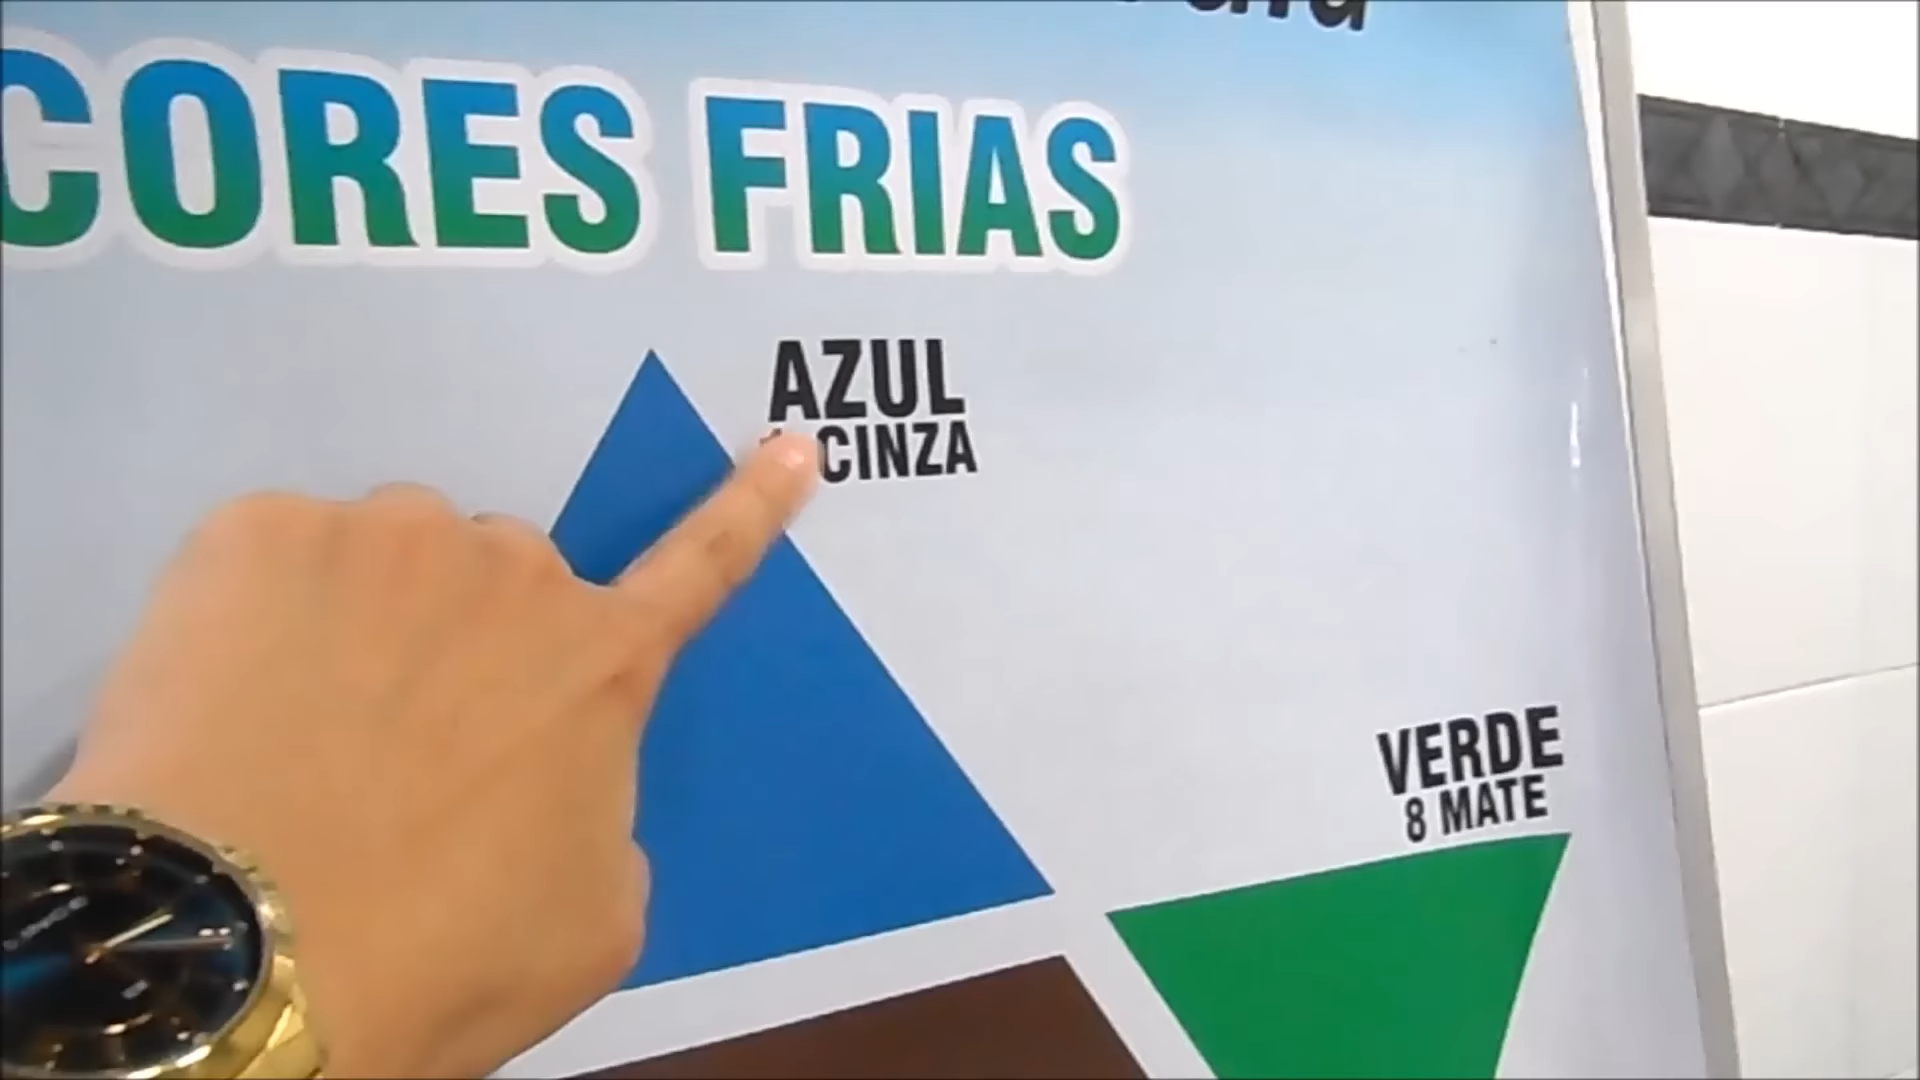 CORES FRIAS
AZUL
CINZA
VERDE
8 MATE